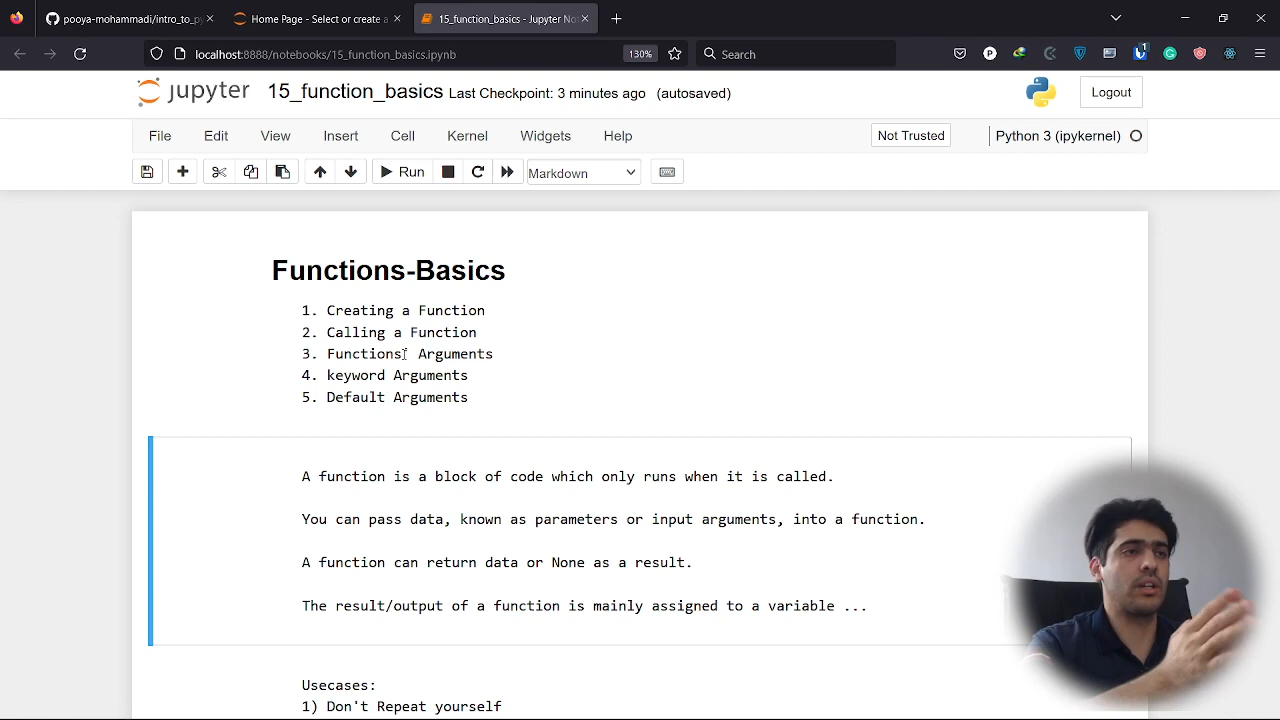 pooya-mohammadi/intro_to_py
Home Page - Select or create a
15_function_basics - Jupyter No
localhost:8888/notebooks/15_function_basics.ipynb
130%
Search
jupyter 15_function_basics Last Checkpoint: 3 minutes ago (autosaved)
Logout
File Edit View Insert Cell Kernel Widgets Help
Not Trusted
Python 3 (ipykernel)
Run
Markdown
Functions-Basics
1. Creating a Function
2. Calling a Function
3. Functions Arguments
4. keyword Arguments
5. Default Arguments
A function is a block of code which only runs when it is called.
You can pass data, known as parameters or input arguments, into a function.
A function can return data or None as a result.
The result/output of a function is mainly assigned to a variable ...
Usecases:
1) Don't Repeat yourself